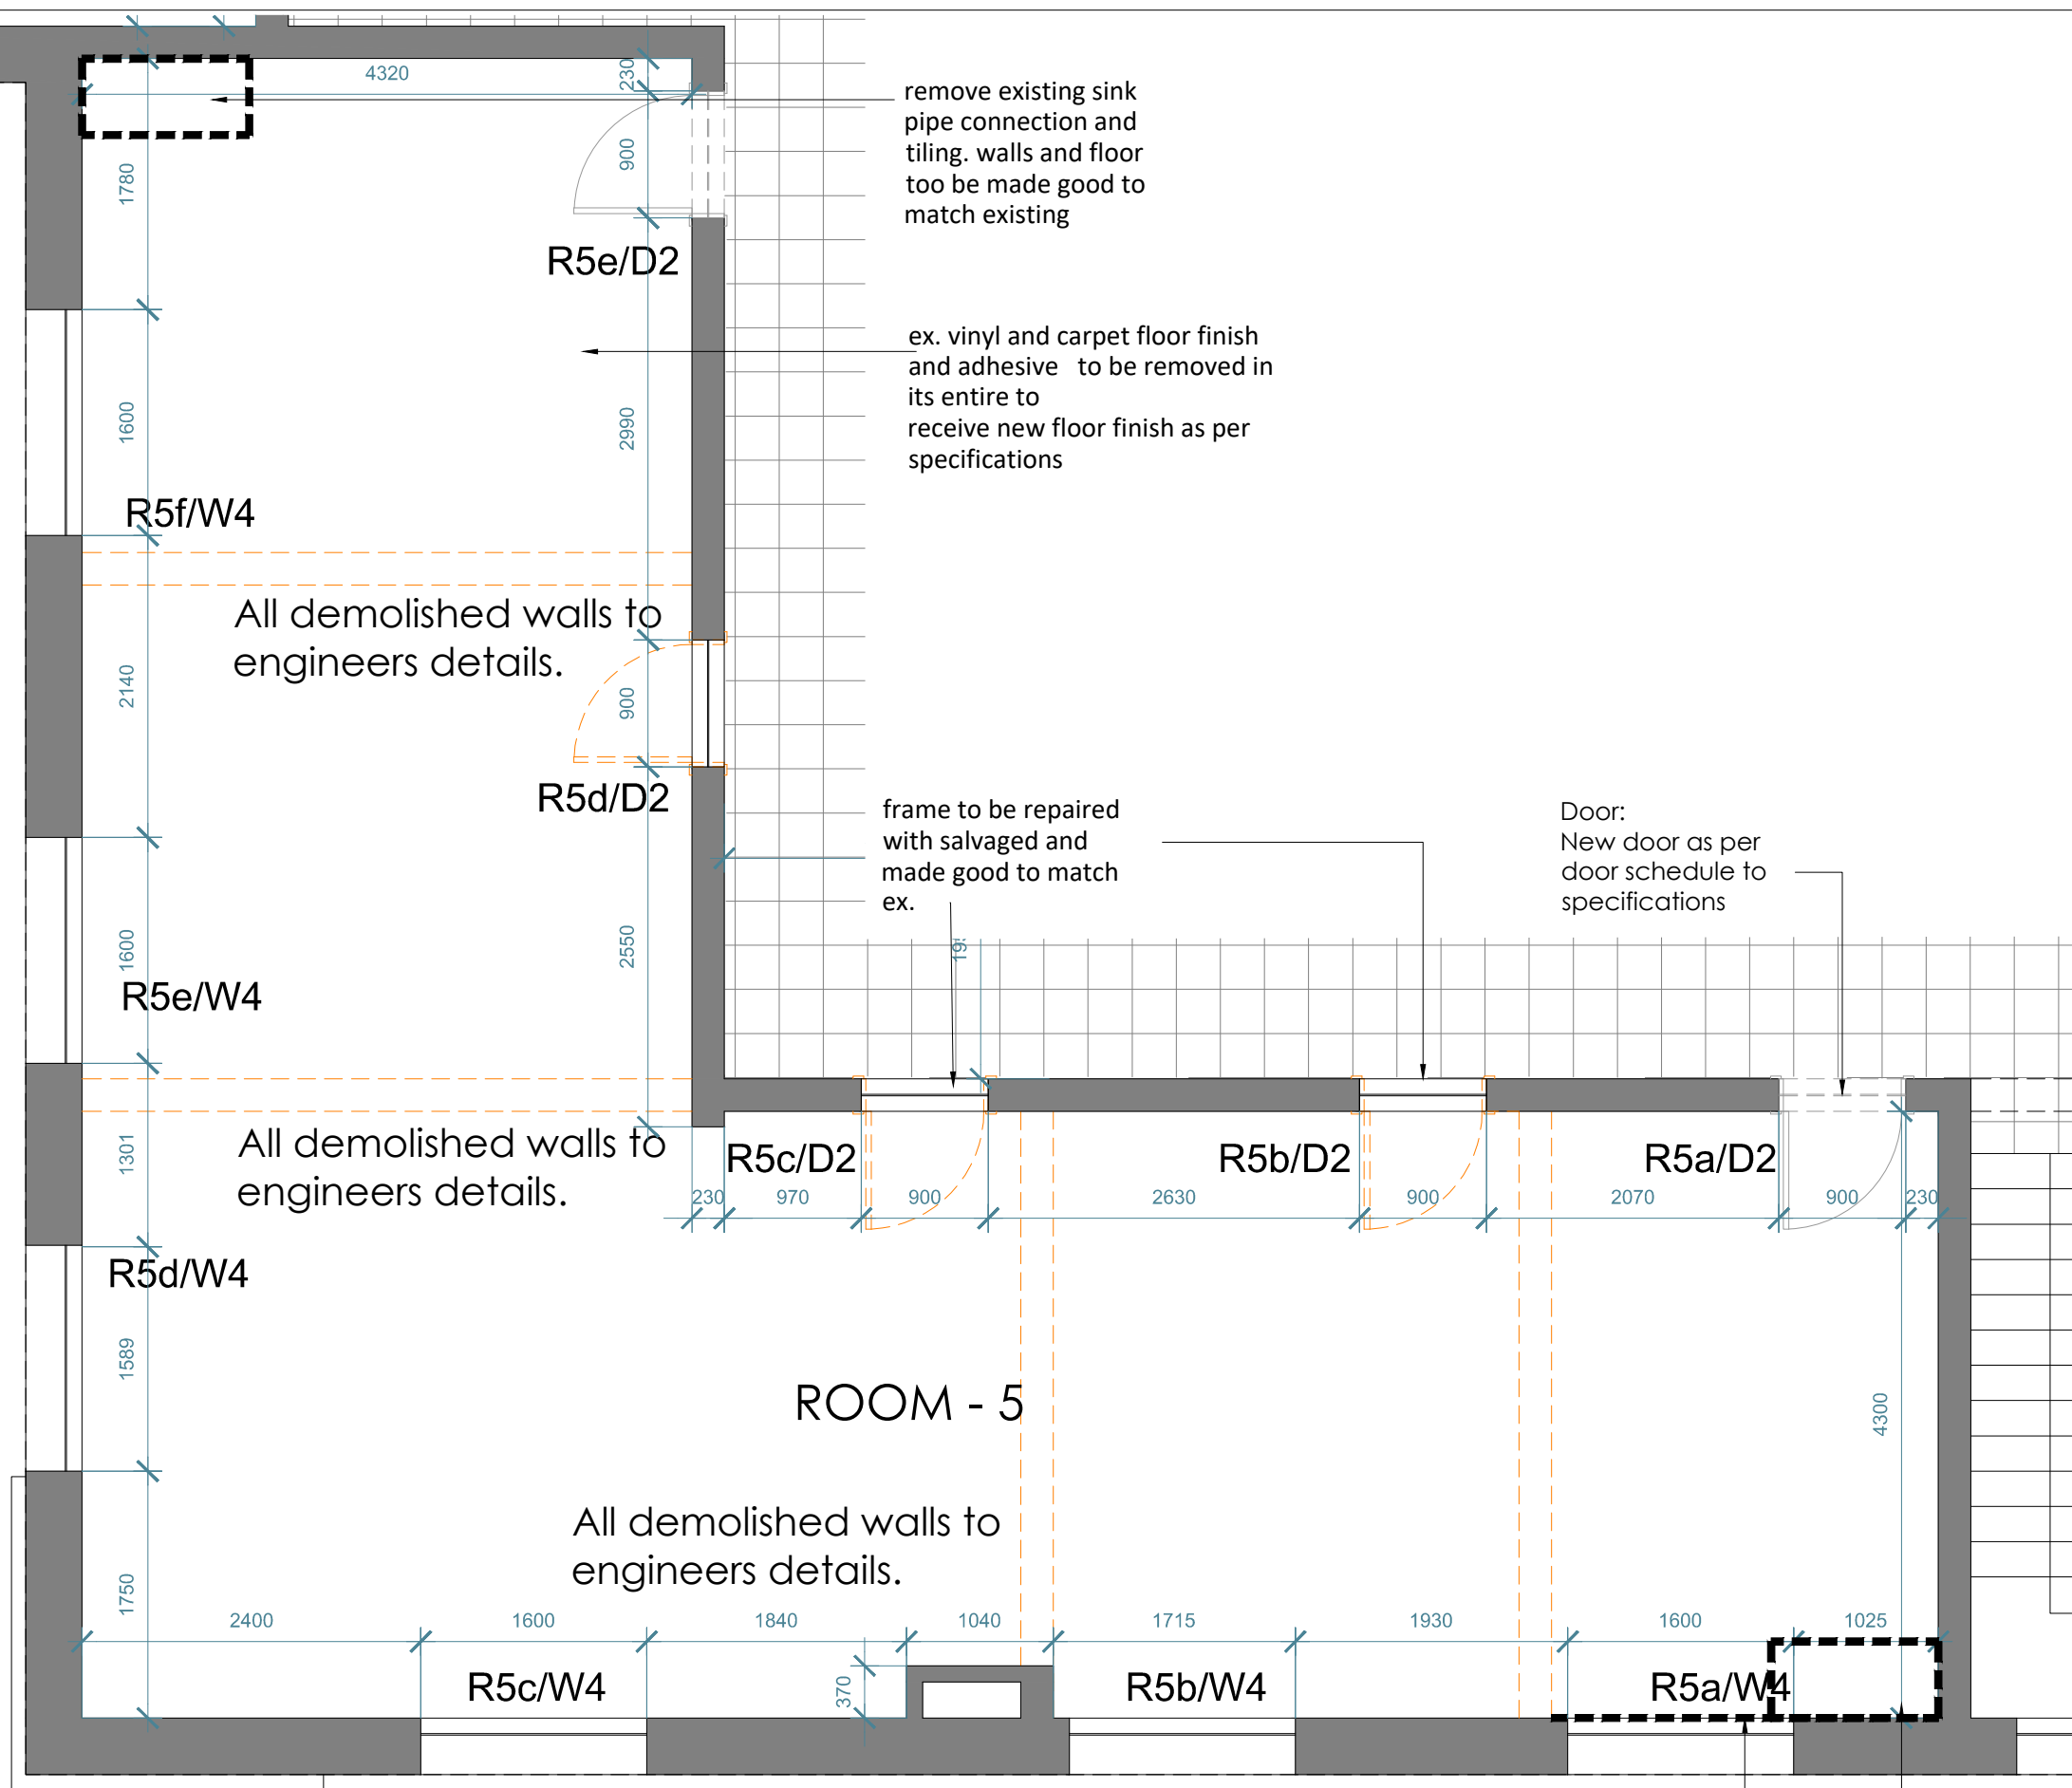 4320
230
remove existing sink
pipe connection and
tiling. walls and floor
too be made good to
match existing
900
1780
R5e/D2
ex. vinyl and carpet floor finish
and adhesive to be removed in
its entire to
receive new floor finish as per
specifications
1600
2990
R5f/W4
All demolished walls to
engineers details.
2140
900
R5d/D2
frame to be repaired
with salvaged and
made good to match
ex.
Door:
New door as per
door schedule to
specifications
1600
2550
R5e/W4
1301
All demolished walls to
engineers details.
R5c/D2
R5b/D2
R5a/D2
230
970
900
2630
900
2070
900
230
R5d/W4
1589
ROOM - 5
4300
All demolished walls to
engineers details.
1750
2400
1600
1840
1040
1715
1930
1600
1025
R5c/W4
370
R5b/W4
R5a/W4